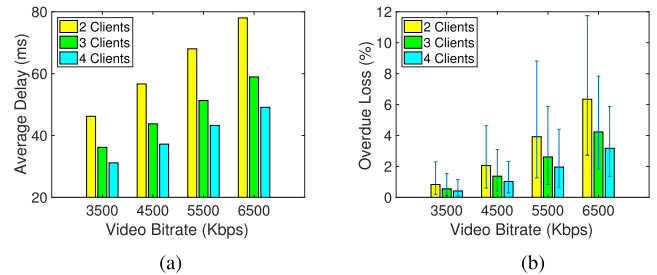 80
60
40
20
Average Delay (ms)
2 Clients
3 Clients
4 Clients
3500 4500 5500 6500
Video Bitrate (Kbps)
(a)
12
10
8
6
4
2
0
Overdue Loss (%)
2 Clients
3 Clients
4 Clients
3500 4500 5500 6500
Video Bitrate (Kbps)
(b)